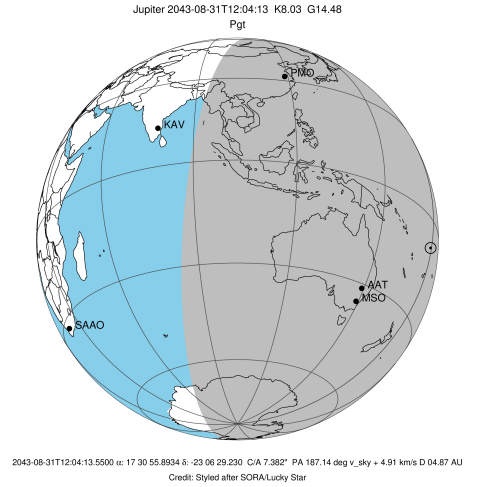 Jupiter 2043-08-31T12:04:13 K8.03 G14.48
Pgt
PMO
KAV
AAT
MSO
SAAO
2043-08-31T12:04:13.5500 α: 17 30 55.8934 δ: -23 06 29.230 C/A 7.382" PA 187.14 deg v_sky + 4.91 km/s D 04.87 AU
Credit: Styled after SORA/Lucky Star